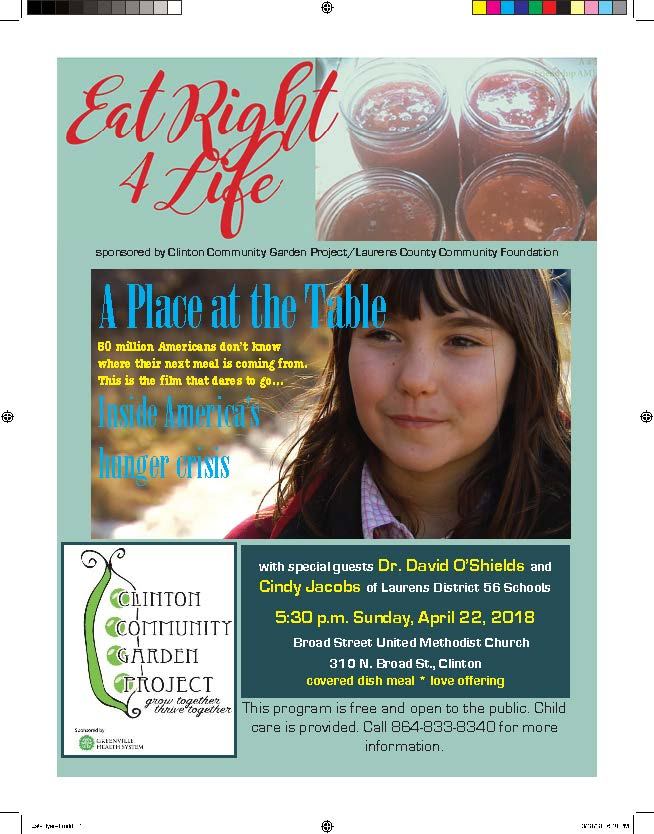 Eat Right
4 Life
sponsored by Clinton Community Garden Project/Laurens County Community Foundation
A Place at the Table
50 million Americans don't know
where their next meal is coming from.
This is the film that dares to go...
Inside America's
hunger crisis
CLINTON
COMMUNITY
GARDEN
PROJECT
grow together
thrive together
Sponsored by
GREENVILLE
HEALTH SYSTEM
with special guests Dr. David O'Shields and
Cindy Jacobs of Laurens District 56 Schools
5:30 p.m. Sunday, April 22, 2018
Broad Street United Methodist Church
310 N. Broad St., Clinton
covered dish meal * love offering
This program is free and open to the public. Child
care is provided. Call 864-833-8340 for more
information.